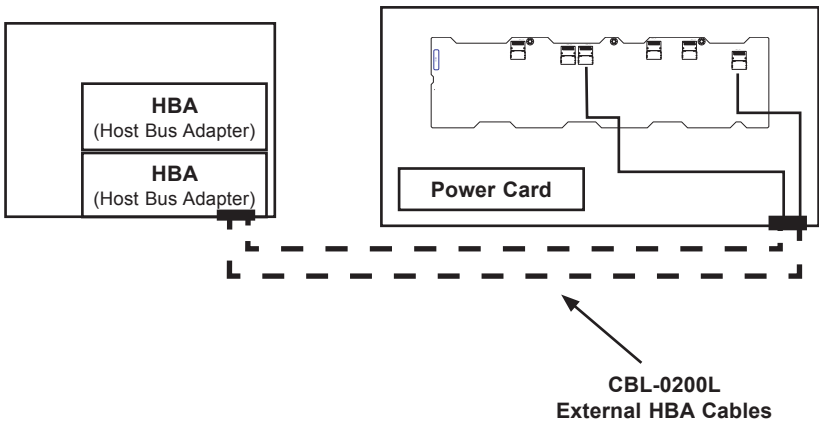 HBA
(Host Bus Adapter)
HBA
(Host Bus Adapter)
Power Card
CBL-0200L
External HBA Cables